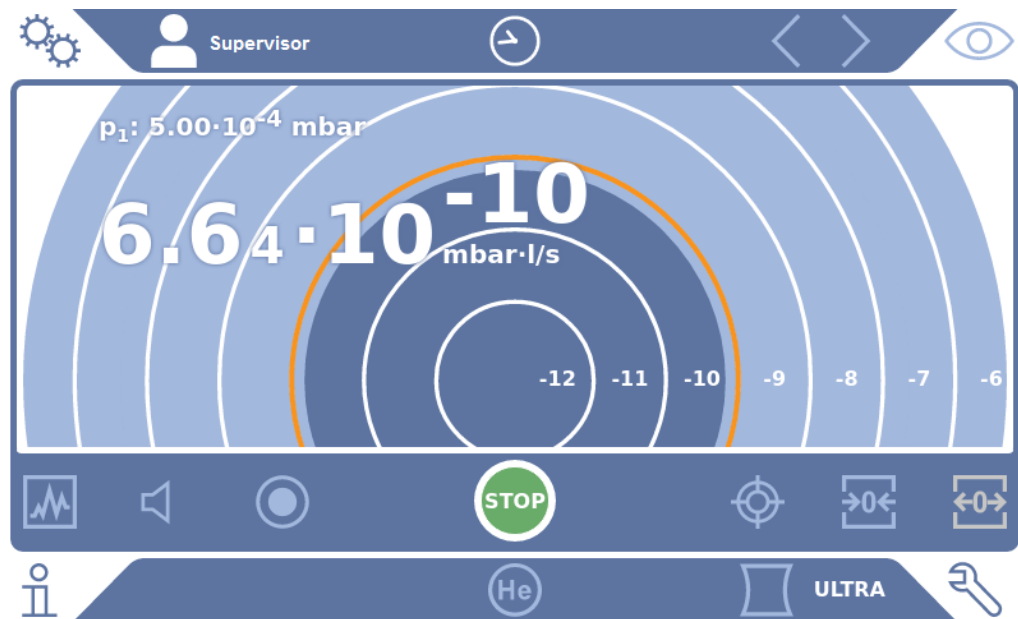 Supervisor
p₁: 5.00·10⁻⁴ mbar
6.64·10⁻¹⁰ mbar·l/s
-12 -11 -10 -9 -8 -7 -6
STOP
→0←
←0→
He
ULTRA